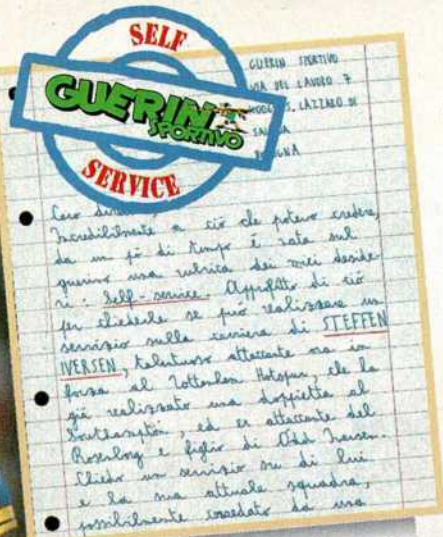 SELF
GUERIN
SPORTIVO
SERVICE
GUERIN SPORTIVO
VIA DEL LAVORO 7
S. LAZZARO DI
Caro
Incredibilmente a ciò che potevo credere,
da un pò di tempo è nata sul
guerino una rubrica dei miei deside-
ri: Self-service. Approfitto di ciò
per chiederle se può realizzare un
servizio sulla carriera di STEFFEN
IVERSEN, talentuoso attaccante ora in
forza al Tottenham Hotspur, che ha
già realizzato una doppietta al
Southampton, ed ex attaccante del
Rosenborg e figlio di Odd Iversen.
Chiedo un servizio su di lui
e la sua attuale squadra,
possibilmente corredato da una